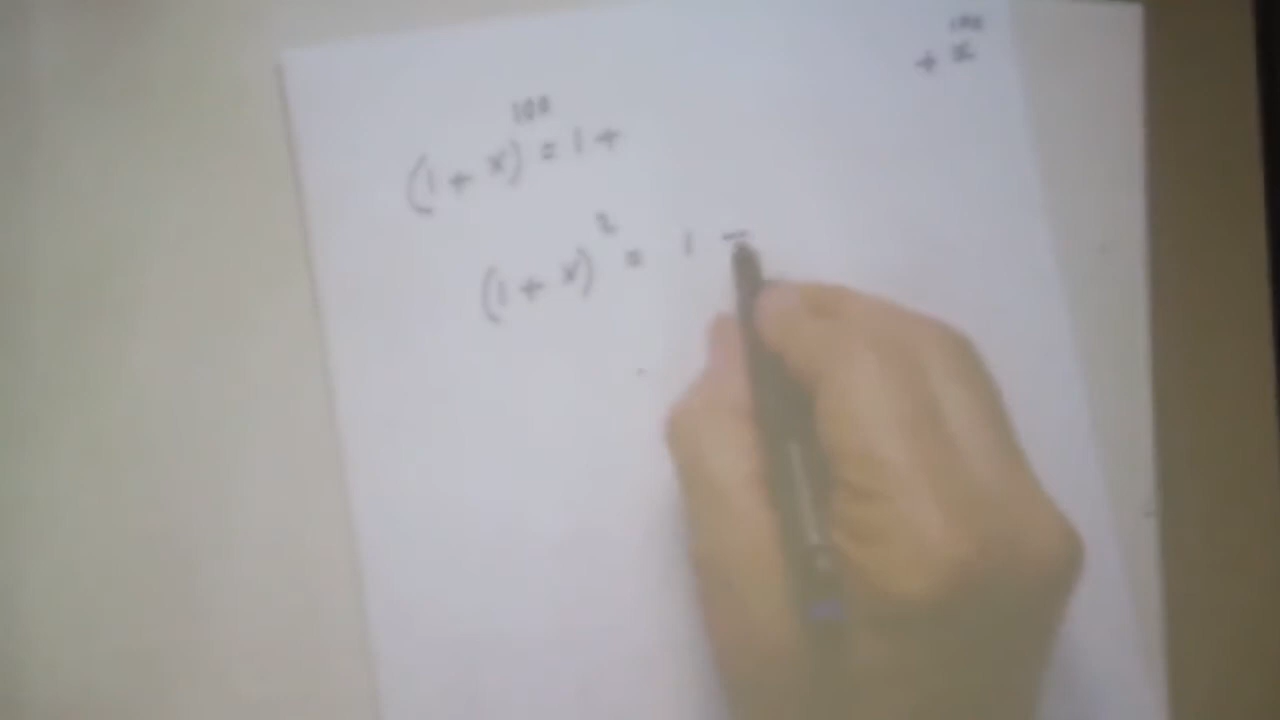 (1 + x)^100 = 1 + + x^100
(1 + x)^2 = 1 -